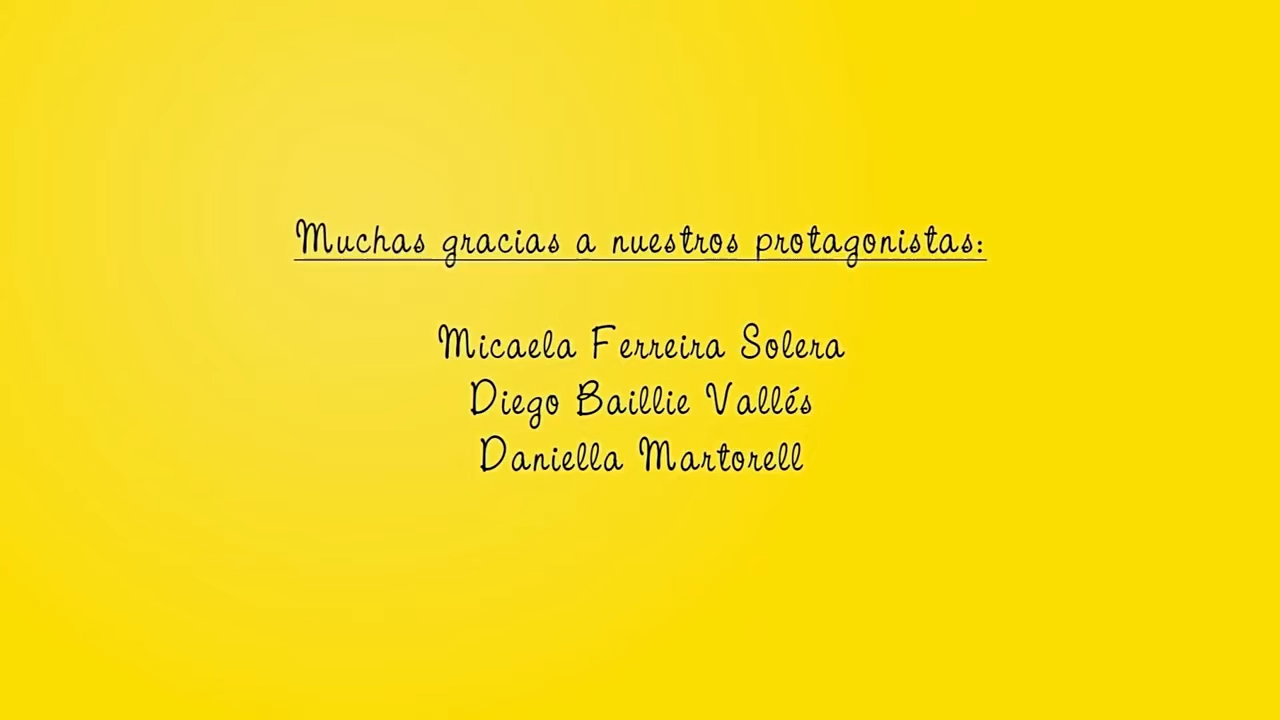 Muchas gracias a nuestros protagonistas:
Micaela Ferreira Solera
Diego Baillie Vallés
Daniella Martorell